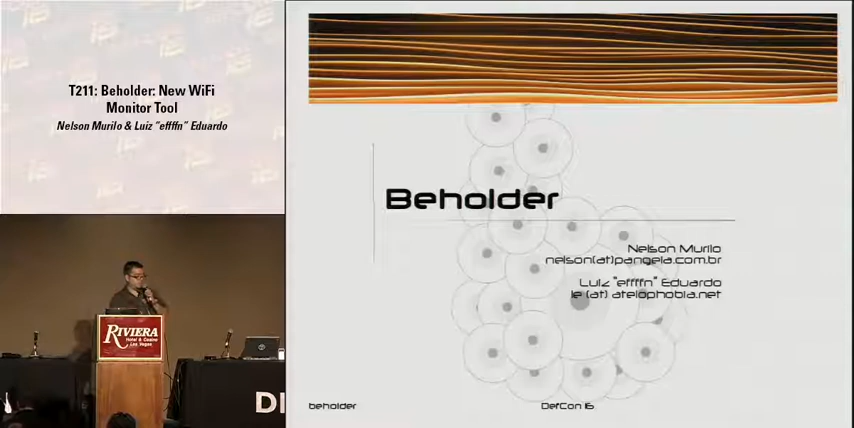 T211: Beholder: New WiFi
Monitor Tool
Nelson Murilo & Luiz "effffn" Eduardo
RIVIERA
Hotel & Casino
Las Vegas
DI
Beholder
Nelson Murilo
nelson(at)pangeia.com.br
Luiz "effffn" Eduardo
le (at) atelophobia.net
beholder
DefCon 16